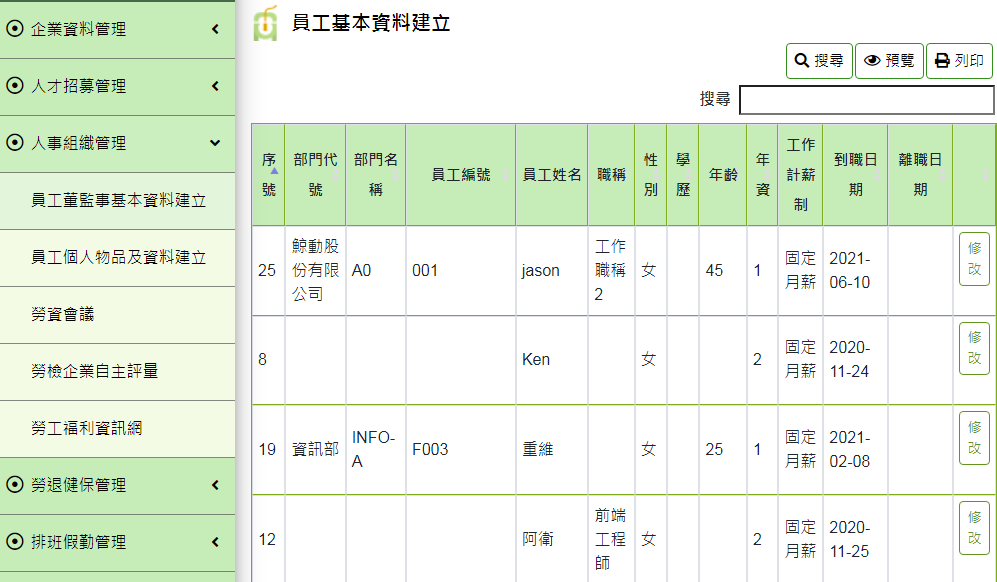 企業資料管理
人才招募管理
人事組織管理
員工董監事基本資料建立
員工個人物品及資料建立
勞資會議
勞檢企業自主評量
勞工福利資訊網
勞退健保管理
排班假勤管理
員工基本資料建立
搜尋 預覽 列印
搜尋
序號 部門代號 部門名稱 員工編號 員工姓名 職稱 性別 學歷 年齡 年資 工作計薪制 到職日期 離職日期
25 鯨動股份有限公司 A0 001 jason 工作職稱2 女 45 1 固定月薪 2021-06-10 修改
8 Ken 女 2 固定月薪 2020-11-24 修改
19 資訊部 INFO-A F003 重維 女 25 1 固定月薪 2021-02-08 修改
12 阿衛 前端工程師 女 2 固定月薪 2020-11-25 修改